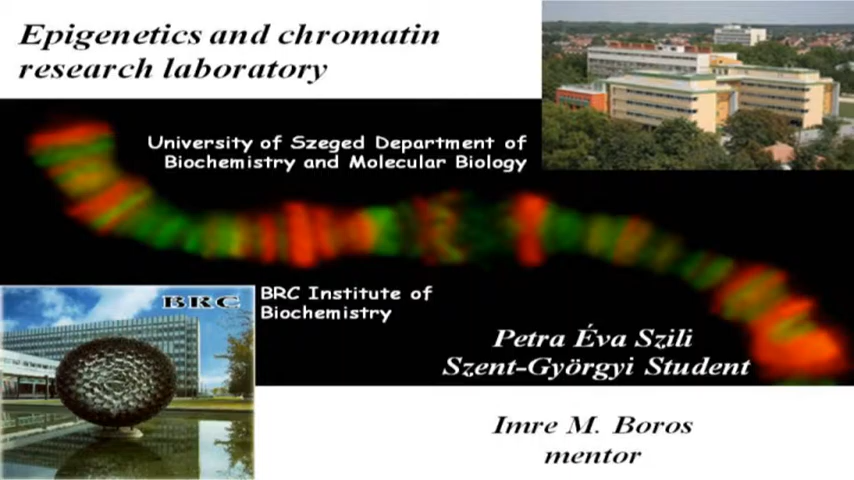 Epigenetics and chromatin
research laboratory
University of Szeged Department of
Biochemistry and Molecular Biology
BRC
BRC Institute of
Biochemistry
Petra Éva Szili
Szent-Györgyi Student
Imre M. Boros
mentor